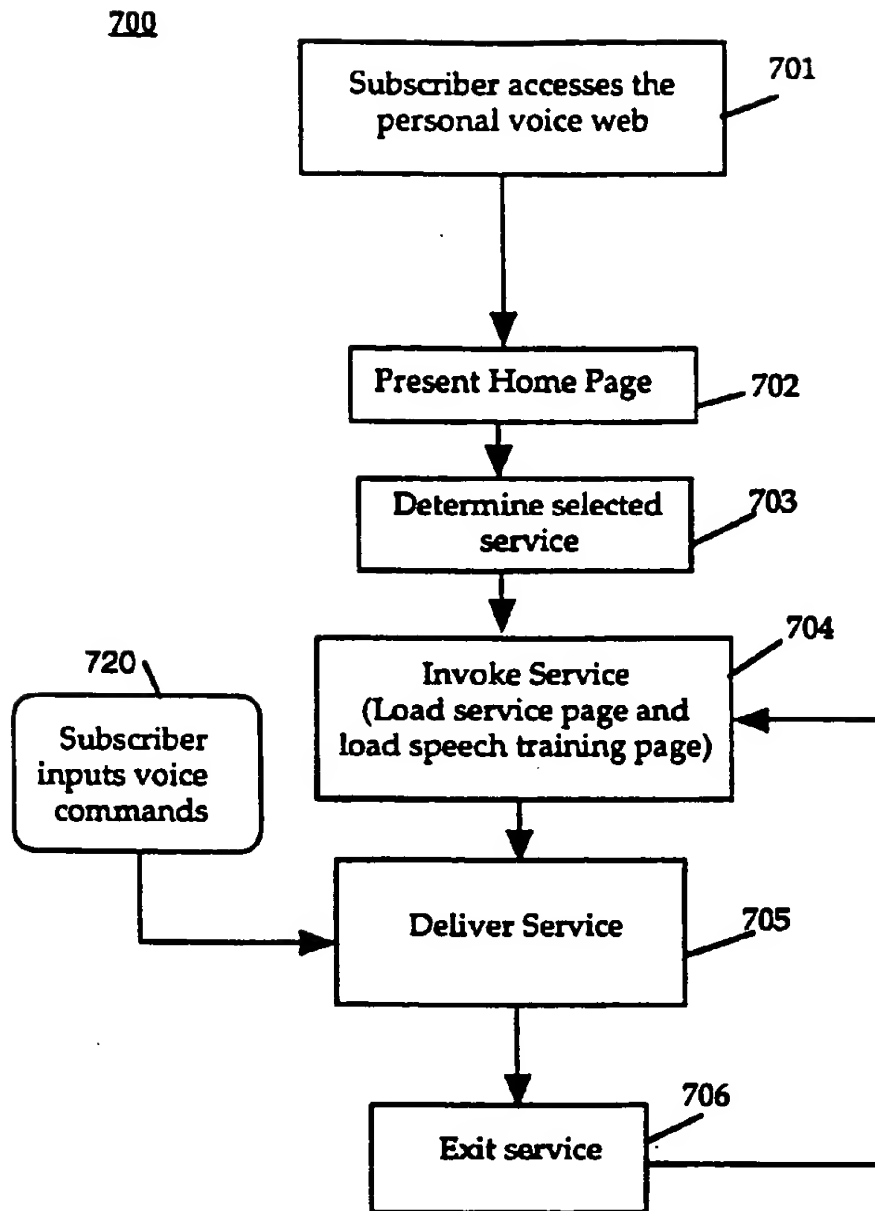 700
Subscriber accesses the
personal voice web
701
Present Home Page
702
Determine selected
service
703
Invoke Service
(Load service page and
load speech training page)
704
720
Subscriber
inputs voice
commands
Deliver Service
705
Exit service
706